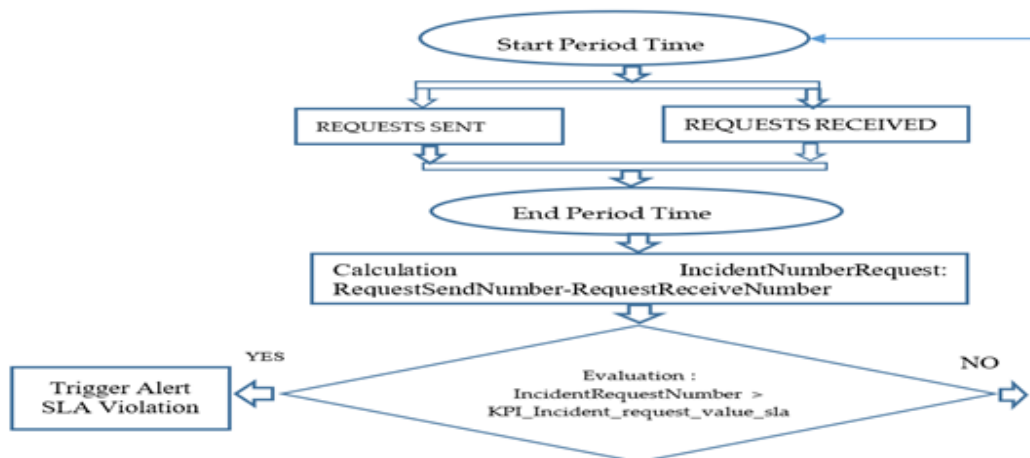 Start Period Time
REQUESTS SENT
REQUESTS RECEIVED
End Period Time
Calculation IncidentNumberRequest:
RequestSendNumber-RequestReceiveNumber
YES
NO
Trigger Alert
SLA Violation
Evaluation :
IncidentRequestNumber >
KPI_Incident_request_value_sla